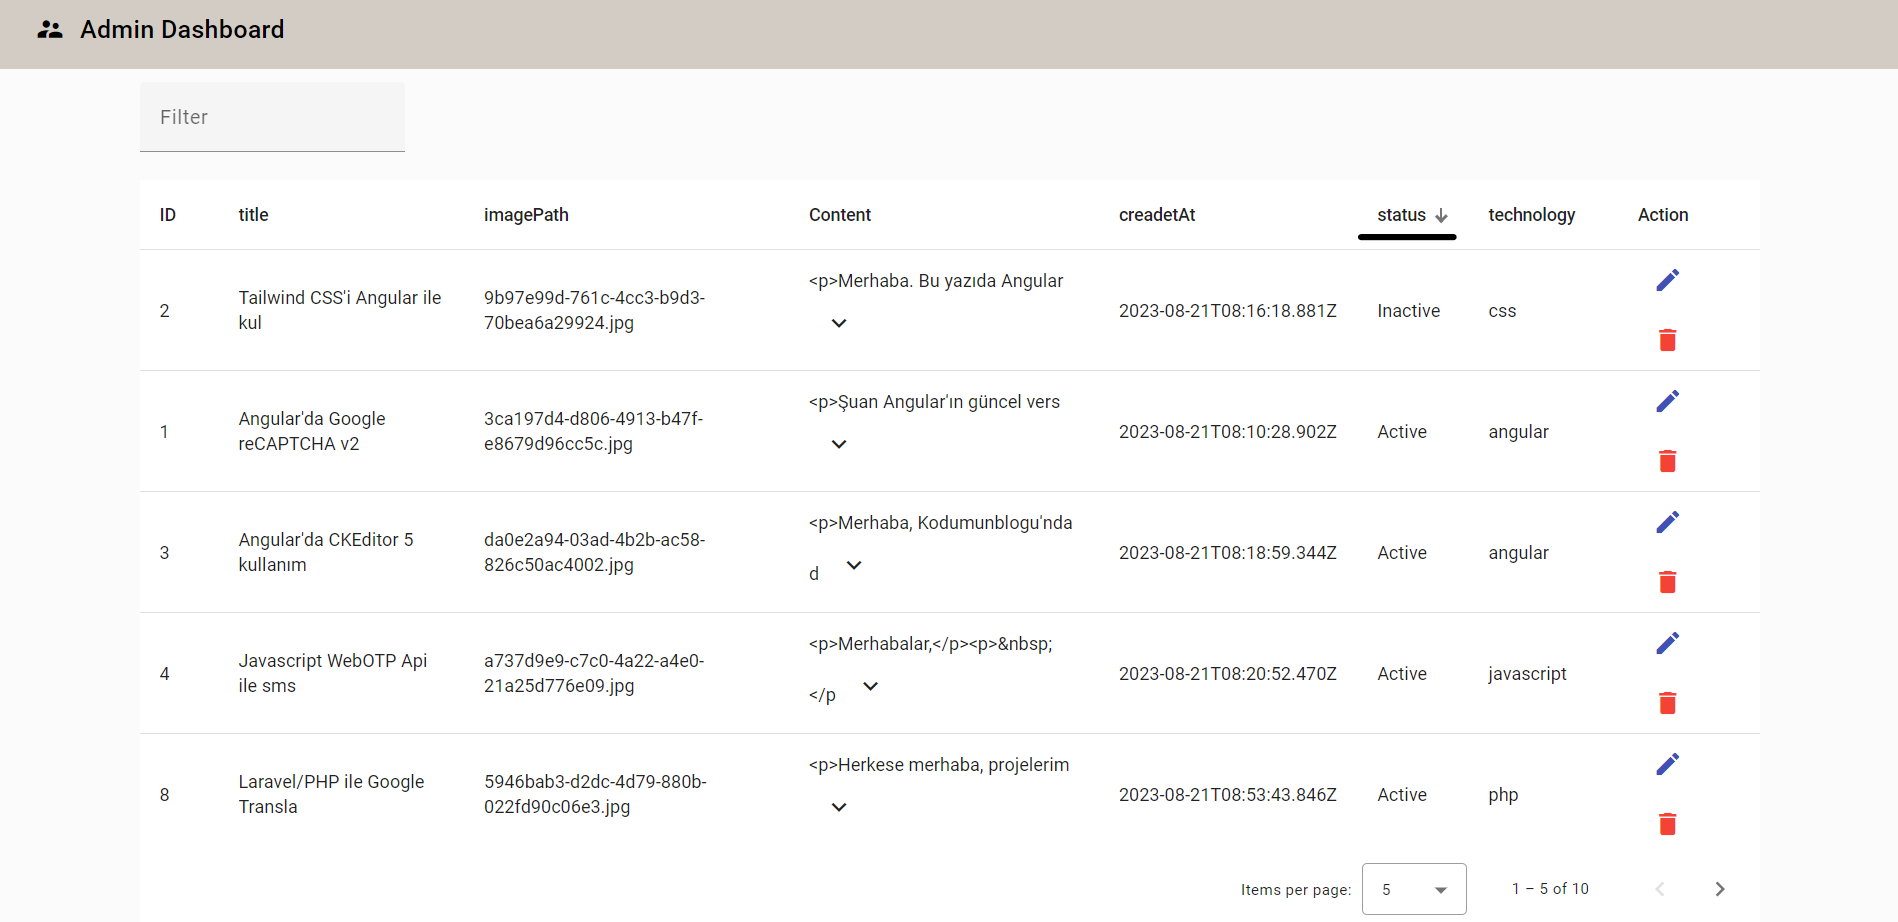 Admin Dashboard
Filter
ID title imagePath Content creadetAt status technology Action
2 Tailwind CSS'i Angular ile kul 9b97e99d-761c-4cc3-b9d3-70bea6a29924.jpg <p>Merhaba. Bu yazıda Angular 2023-08-21T08:16:18.881Z Inactive css
1 Angular'da Google reCAPTCHA v2 3ca197d4-d806-4913-b47f-e8679d96cc5c.jpg <p>Şuan Angular'ın güncel vers 2023-08-21T08:10:28.902Z Active angular
3 Angular'da CKEditor 5 kullanım da0e2a94-03ad-4b2b-ac58-826c50ac4002.jpg <p>Merhaba, Kodumunblogu'nda d 2023-08-21T08:18:59.344Z Active angular
4 Javascript WebOTP Api ile sms a737d9e9-c7c0-4a22-a4e0-21a25d776e09.jpg <p>Merhabalar,</p><p>&nbsp;</p 2023-08-21T08:20:52.470Z Active javascript
8 Laravel/PHP ile Google Transla 5946bab3-d2dc-4d79-880b-022fd90c06e3.jpg <p>Herkese merhaba, projelerim 2023-08-21T08:53:43.846Z Active php
Items per page: 5 1 – 5 of 10